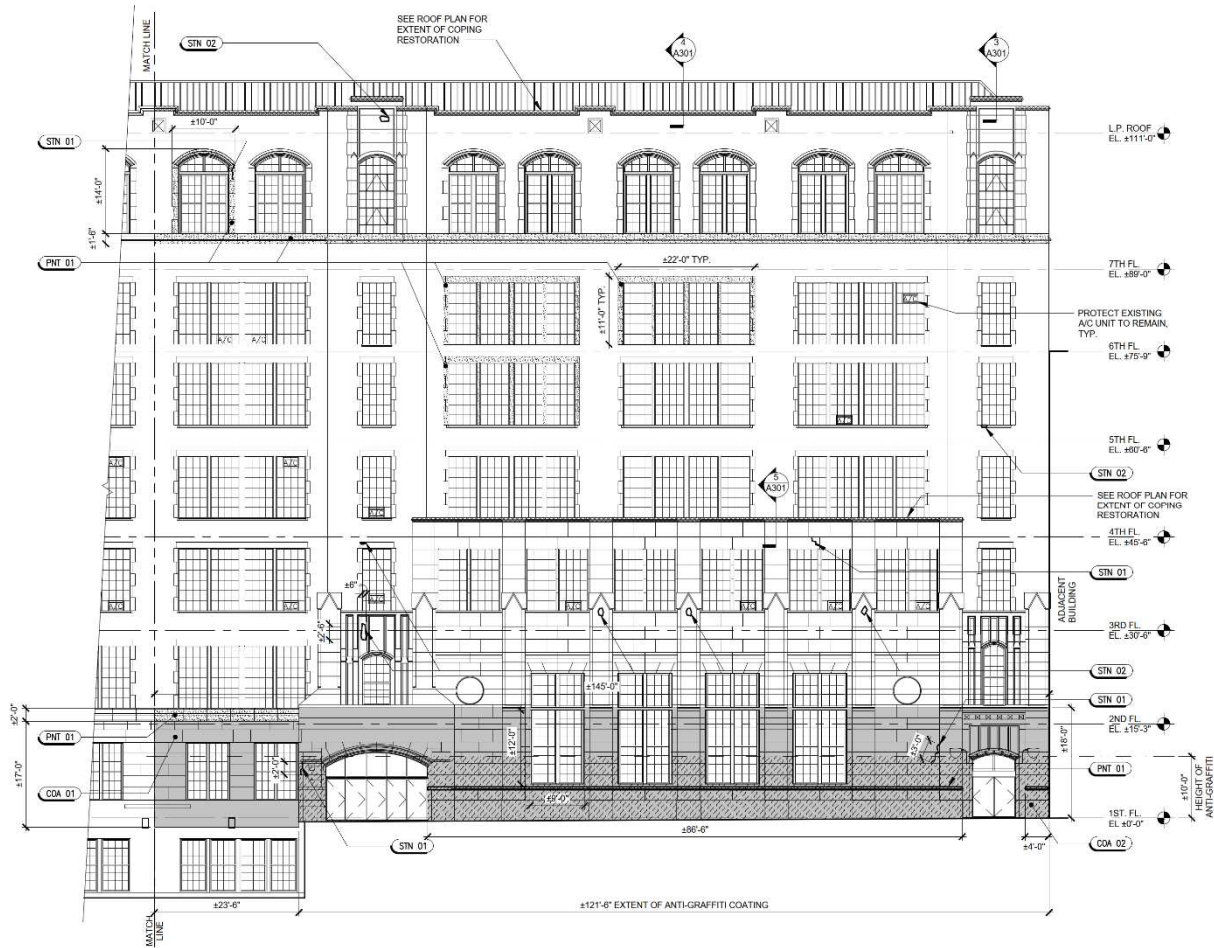 SEE ROOF PLAN FOR
EXTENT OF COPING
RESTORATION
MATCH LINE
STN 02
4
A301
3
A301
±10'-0"
L.P. ROOF
EL. ±111'-0"
STN 01
±14'-0"
±1'-6"
PNT 01
±22'-0" TYP.
7TH FL.
EL. ±89'-0"
±11'-0" TYP.
A/C
PROTECT EXISTING
A/C UNIT TO REMAIN,
TYP.
A/C
A/C
6TH FL.
EL. ±75'-9"
A/C
5TH FL.
EL. ±60'-6"
A/C
A/C
STN 02
5
A301
SEE ROOF PLAN FOR
EXTENT OF COPING
RESTORATION
A/C
4TH FL.
EL. ±45'-6"
STN 01
±6"
A/C
A/C
A/C
A/C
A/C
A/C
ADJACENT
BUILDING
3RD FL.
EL. ±30'-6"
±2'-6"
STN 02
±145'-0"
STN 01
±2'-0"
2ND FL.
EL. ±15'-3"
PNT 01
±12'-0"
±3'-0"
±18'-0"
±17'-0"
±2'-0"
PNT 01
COA 01
±9'-0"
±10'-0"
HEIGHT OF
ANTI-GRAFFITI
1ST. FL.
EL ±0'-0"
±86'-6"
STN 01
±4'-0"
COA 02
±23'-6"
±121'-6" EXTENT OF ANTI-GRAFFITI COATING
MATCH
LINE